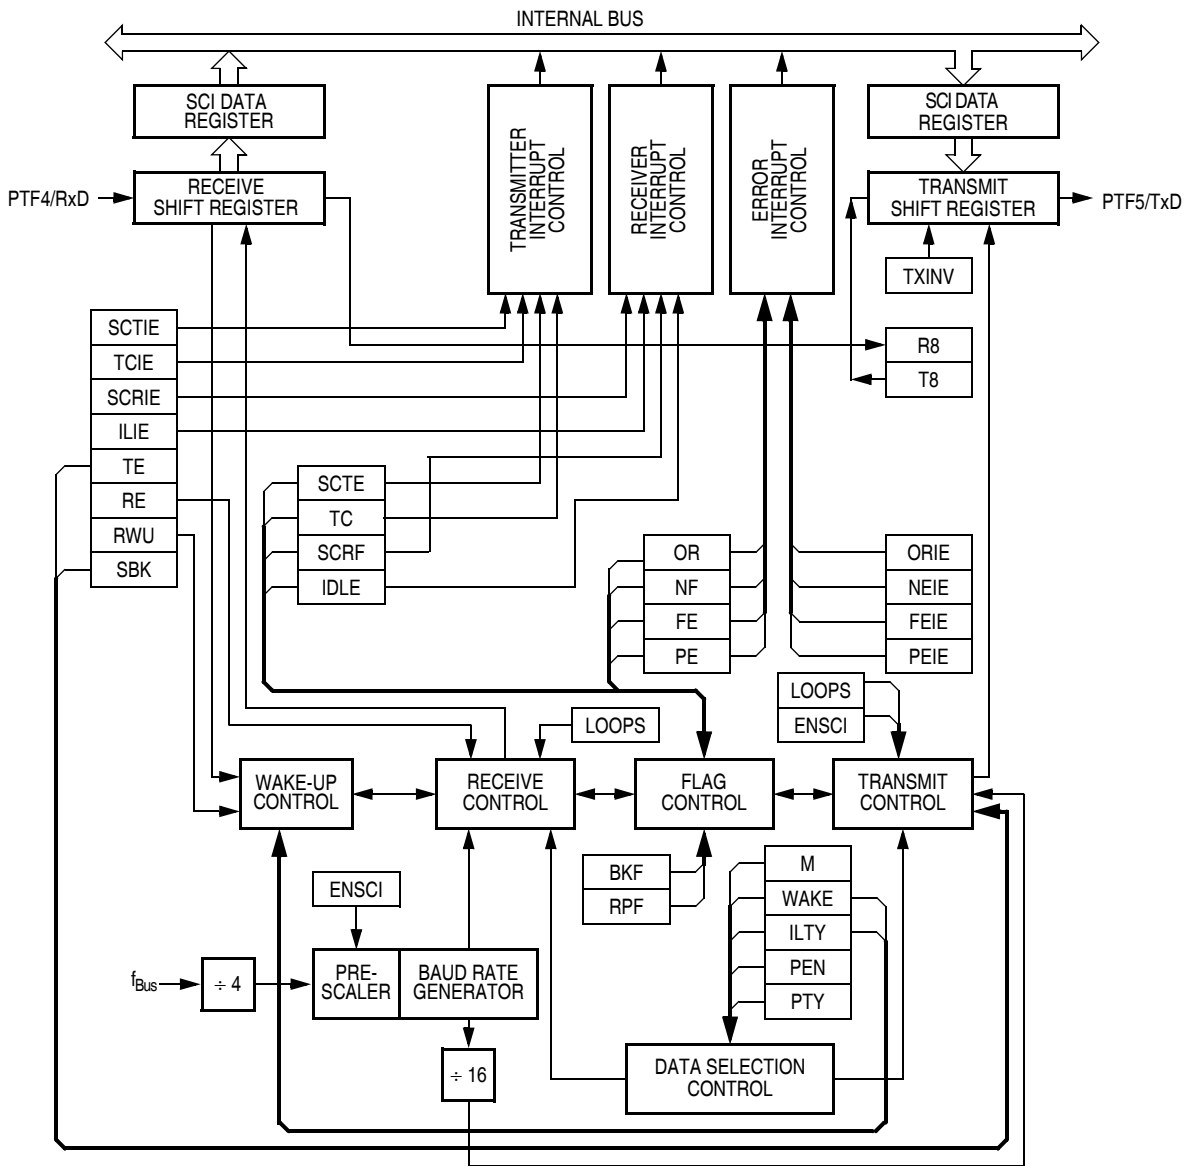 INTERNAL BUS
SCI DATA
REGISTER
SCI DATA
REGISTER
TRANSMITTER
INTERRUPT
CONTROL
RECEIVER
INTERRUPT
CONTROL
ERROR
INTERRUPT
CONTROL
PTF4/RxD
RECEIVE
SHIFT REGISTER
TRANSMIT
SHIFT REGISTER
PTF5/TxD
TXINV
SCTIE
TCIE
SCRIE
ILIE
TE
RE
RWU
SBK
R8
T8
SCTE
TC
SCRF
IDLE
OR
NF
FE
PE
ORIE
NEIE
FEIE
PEIE
LOOPS
ENSCI
LOOPS
WAKE-UP
CONTROL
RECEIVE
CONTROL
FLAG
CONTROL
TRANSMIT
CONTROL
BKF
RPF
M
WAKE
ILTY
PEN
PTY
ENSCI
fBus
÷ 4
PRE-
SCALER
BAUD RATE
GENERATOR
÷ 16
DATA SELECTION
CONTROL